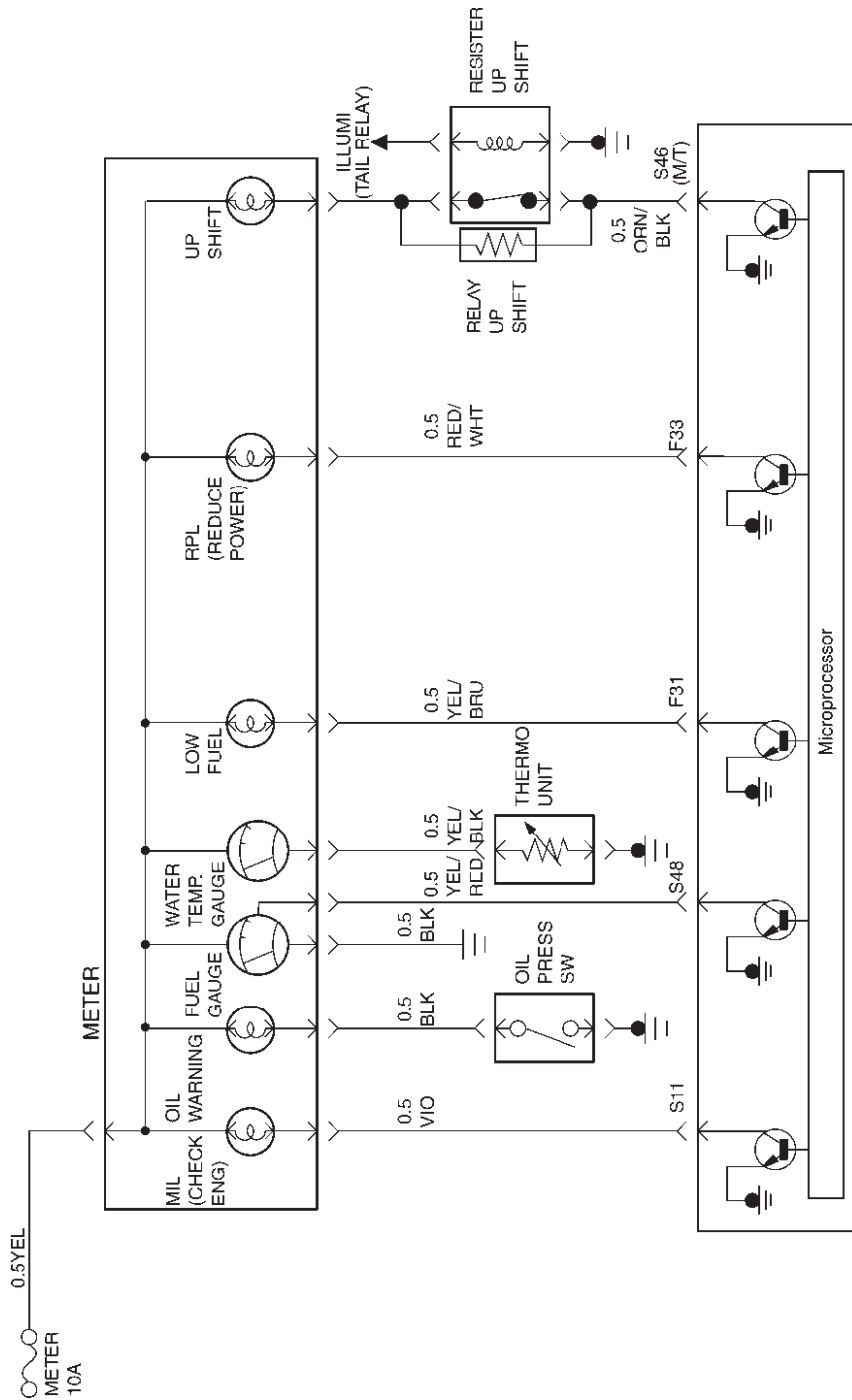 METER
10A
0.5YEL
METER
MIL
(CHECK
ENG)
OIL
WARNING
FUEL
GAUGE
WATER
TEMP.
GAUGE
LOW
FUEL
RPL
(REDUCE
POWER)
UP
SHIFT
0.5
VIO
0.5
BLK
0.5
BLK
0.5
YEL/
RED
0.5
YEL/
BLK
0.5
YEL/
BRU
0.5
RED/
WHT
OIL
PRESS
SW
THERMO
UNIT
RELAY
UP
SHIFT
ILLUMI
(TAIL RELAY)
RESISTER
UP
SHIFT
0.5
ORN/
BLK
S11
S48
F31
F33
S46
(M/T)
Microprocessor